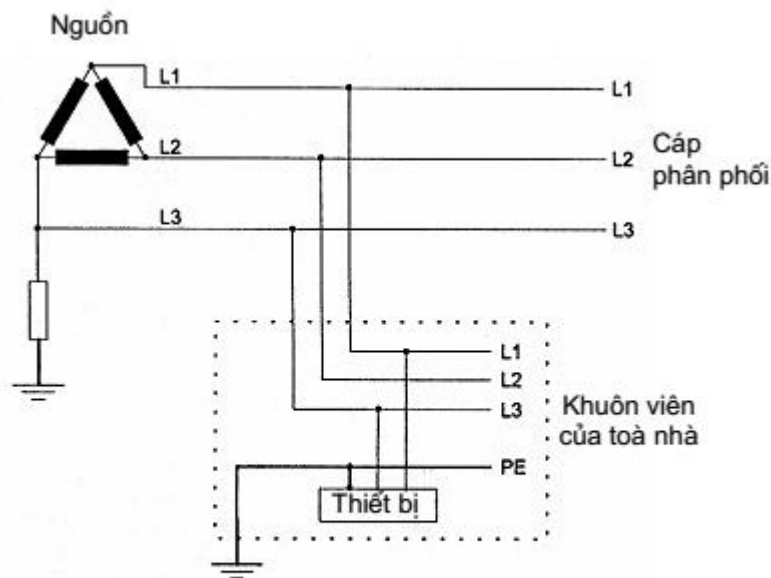 Nguồn
L1
L1
L2
L2
Cáp
phân phối
L3
L3
L1
L2
L3
Khuôn viên
của toà nhà
PE
Thiết bị